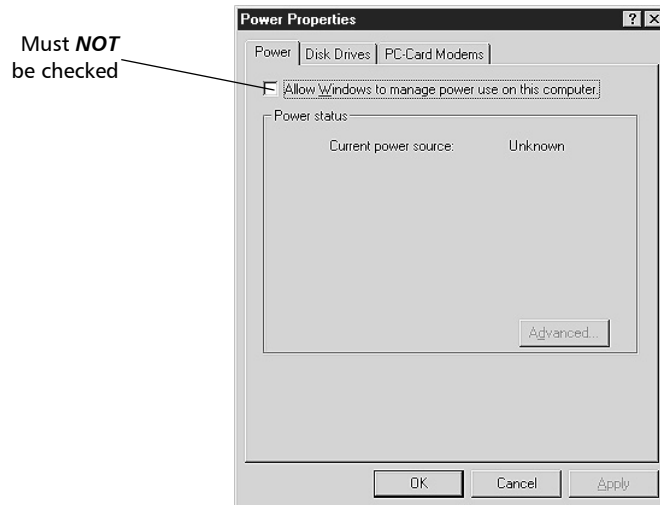 Must NOT
be checked
Power Properties
Power Disk Drives PC-Card Modems
Allow Windows to manage power use on this computer.
Power status
Current power source: Unknown
Advanced...
OK Cancel Apply